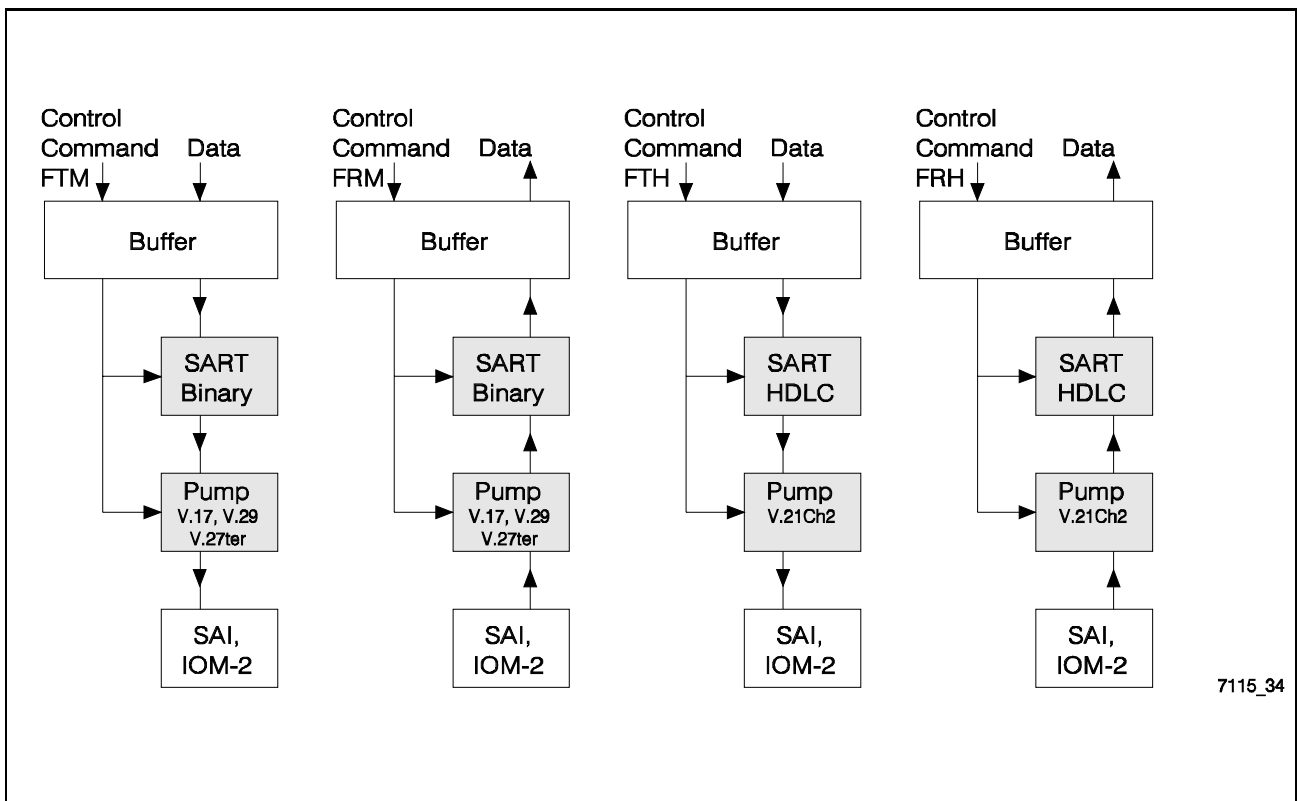 Control
Command Data
FTM
Buffer
SART
Binary
Pump
V.17, V.29
V.27ter
SAI,
IOM-2
Control
Command Data
FRM
Buffer
SART
Binary
Pump
V.17, V.29
V.27ter
SAI,
IOM-2
Control
Command Data
FTH
Buffer
SART
HDLC
Pump
V.21Ch2
SAI,
IOM-2
Control
Command Data
FRH
Buffer
SART
HDLC
Pump
V.21Ch2
SAI,
IOM-2
7115_34